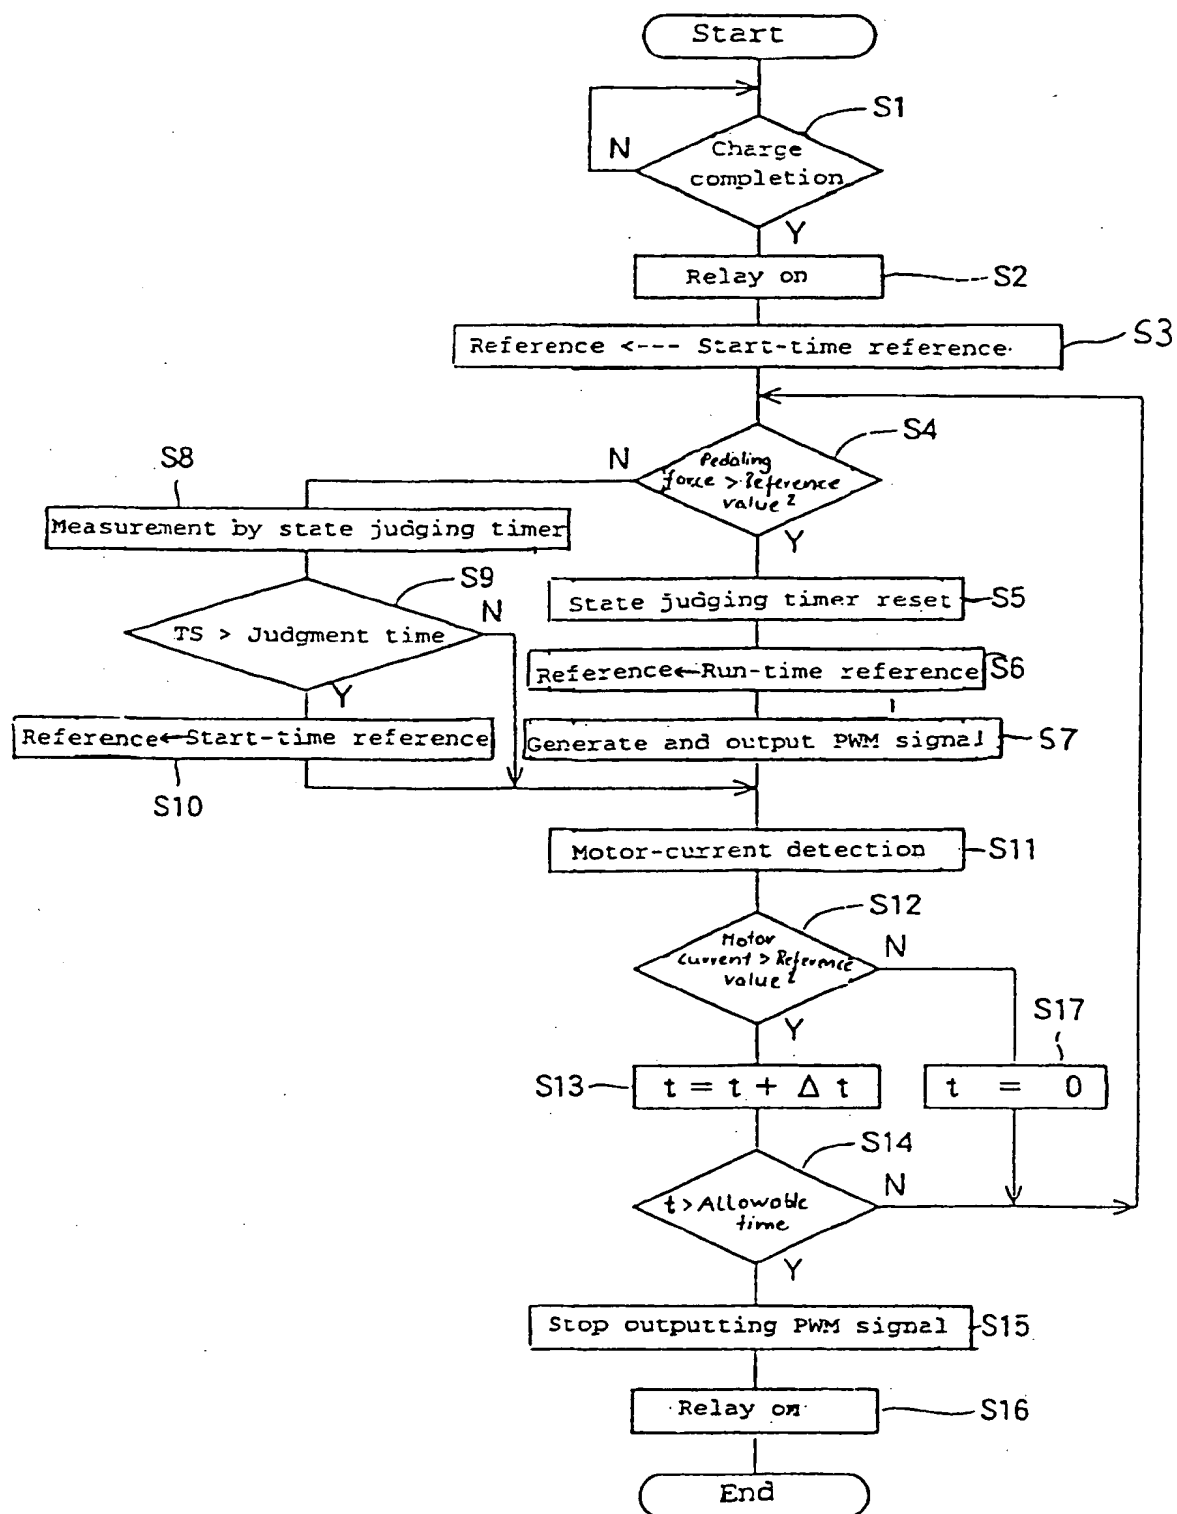 Start
S1
N
Charge
completion
Y
Relay on
S2
Reference <--- Start-time reference
S3
S4
N
Pedaling
force > Reference
value?
Y
S8
Measurement by state judging timer
S9
TS > Judgment time
N
Y
State judging timer reset
S5
Reference←Run-time reference
S6
Reference←Start-time reference
S10
Generate and output PWM signal
S7
Motor-current detection
S11
S12
Motor
current > Reference
value?
N
Y
S17
S13
t = t + Δ t
t = 0
S14
t > Allowable
time
N
Y
Stop outputting PWM signal
S15
Relay on
S16
End